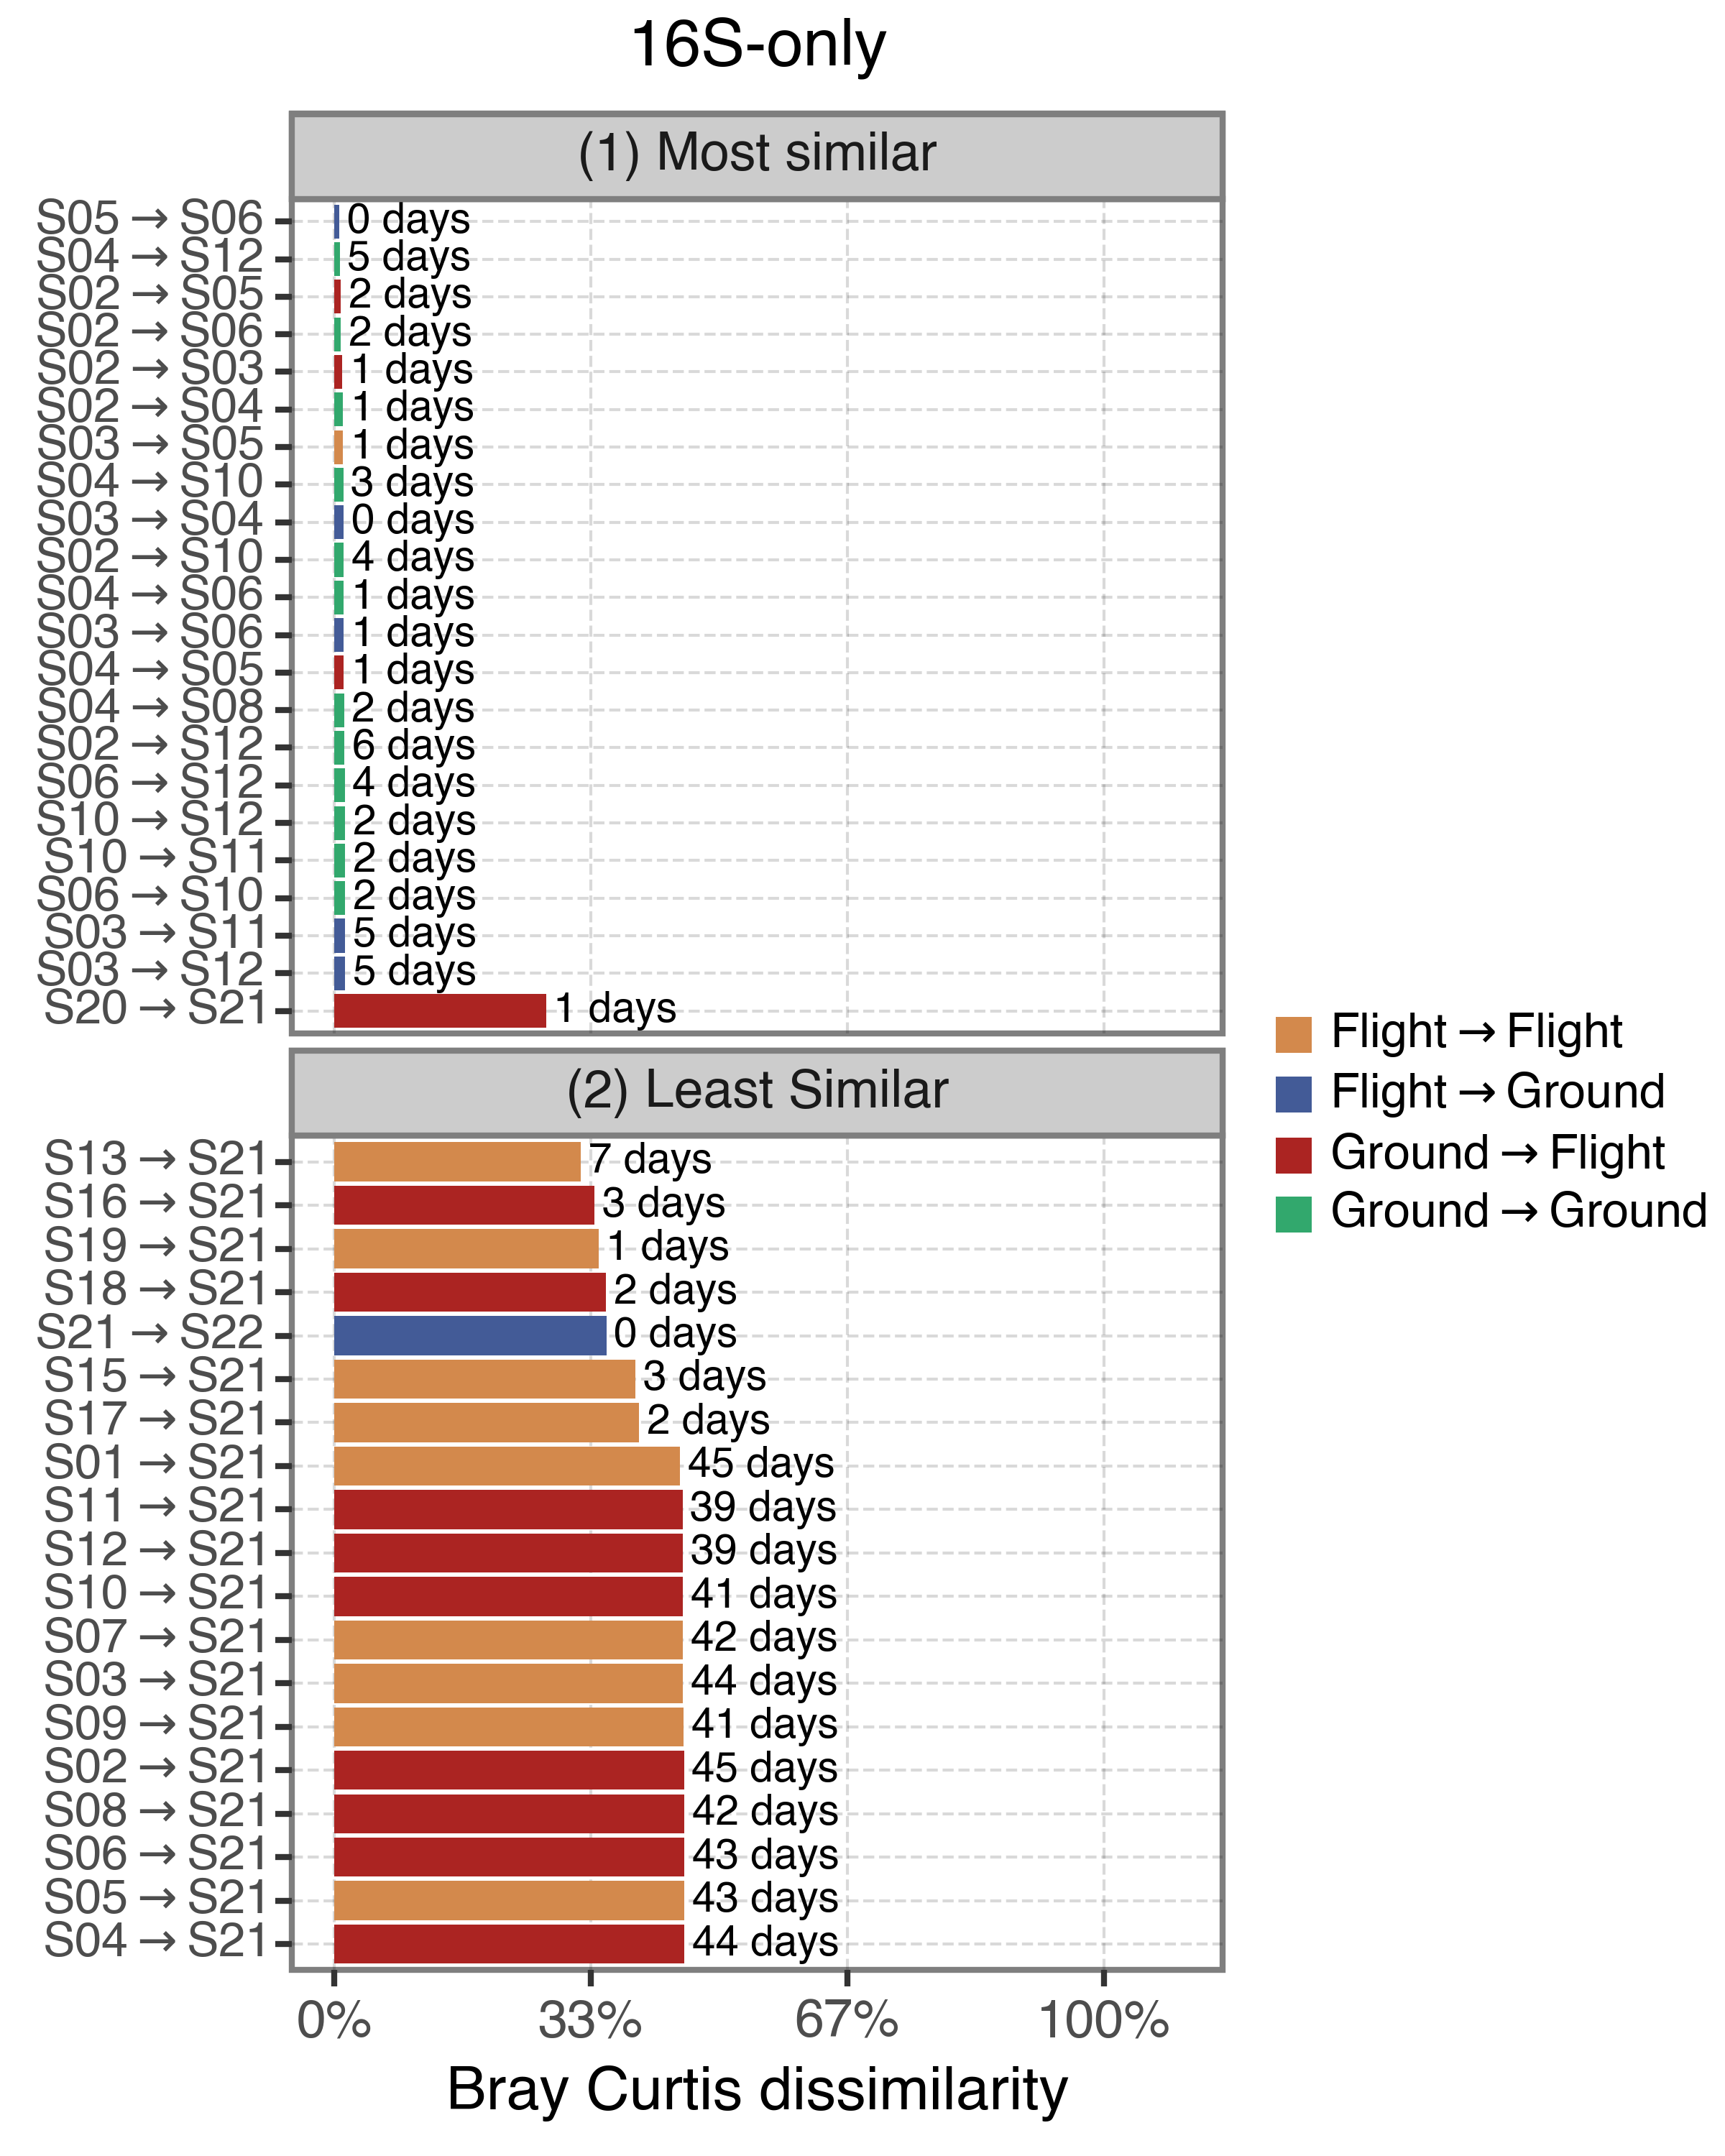 16S-only
(1) Most similar
S05 → S06 0 days
S04 → S12 5 days
S02 → S05 2 days
S02 → S06 2 days
S02 → S03 1 days
S02 → S04 1 days
S03 → S05 1 days
S04 → S10 3 days
S03 → S04 0 days
S02 → S10 4 days
S04 → S06 1 days
S03 → S06 1 days
S04 → S05 1 days
S04 → S08 2 days
S02 → S12 6 days
S06 → S12 4 days
S10 → S12 2 days
S10 → S11 2 days
S06 → S10 2 days
S03 → S11 5 days
S03 → S12 5 days
S20 → S21 1 days
(2) Least Similar
S13 → S21 7 days
S16 → S21 3 days
S19 → S21 1 days
S18 → S21 2 days
S21 → S22 0 days
S15 → S21 3 days
S17 → S21 2 days
S01 → S21 45 days
S11 → S21 39 days
S12 → S21 39 days
S10 → S21 41 days
S07 → S21 42 days
S03 → S21 44 days
S09 → S21 41 days
S02 → S21 45 days
S08 → S21 42 days
S06 → S21 43 days
S05 → S21 43 days
S04 → S21 44 days
0% 33% 67% 100%
Bray Curtis dissimilarity
Flight → Flight
Flight → Ground
Ground → Flight
Ground → Ground